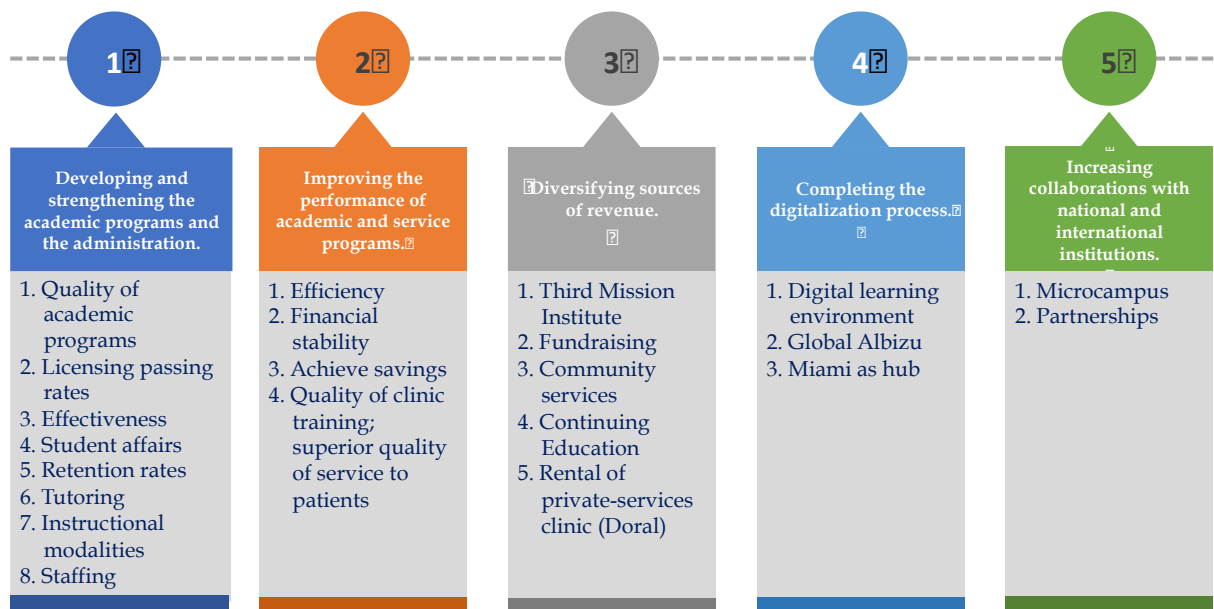 1
2
3
4
5
Developing and
strengthening the
academic programs and
the administration.
1. Quality of
academic
programs
2. Licensing passing
rates
3. Effectiveness
4. Student affairs
5. Retention rates
6. Tutoring
7. Instructional
modalities
8. Staffing
Improving the
performance of
academic and service
programs.
1. Efficiency
2. Financial
stability
3. Achieve savings
4. Quality of clinic
training;
superior quality
of service to
patients
Diversifying sources
of revenue.
1. Third Mission
Institute
2. Fundraising
3. Community
services
4. Continuing
Education
5. Rental of
private-services
clinic (Doral)
Completing the
digitalization process.
1. Digital learning
environment
2. Global Albizu
3. Miami as hub
Increasing
collaborations with
national and
international
institutions.
1. Microcampus
2. Partnerships